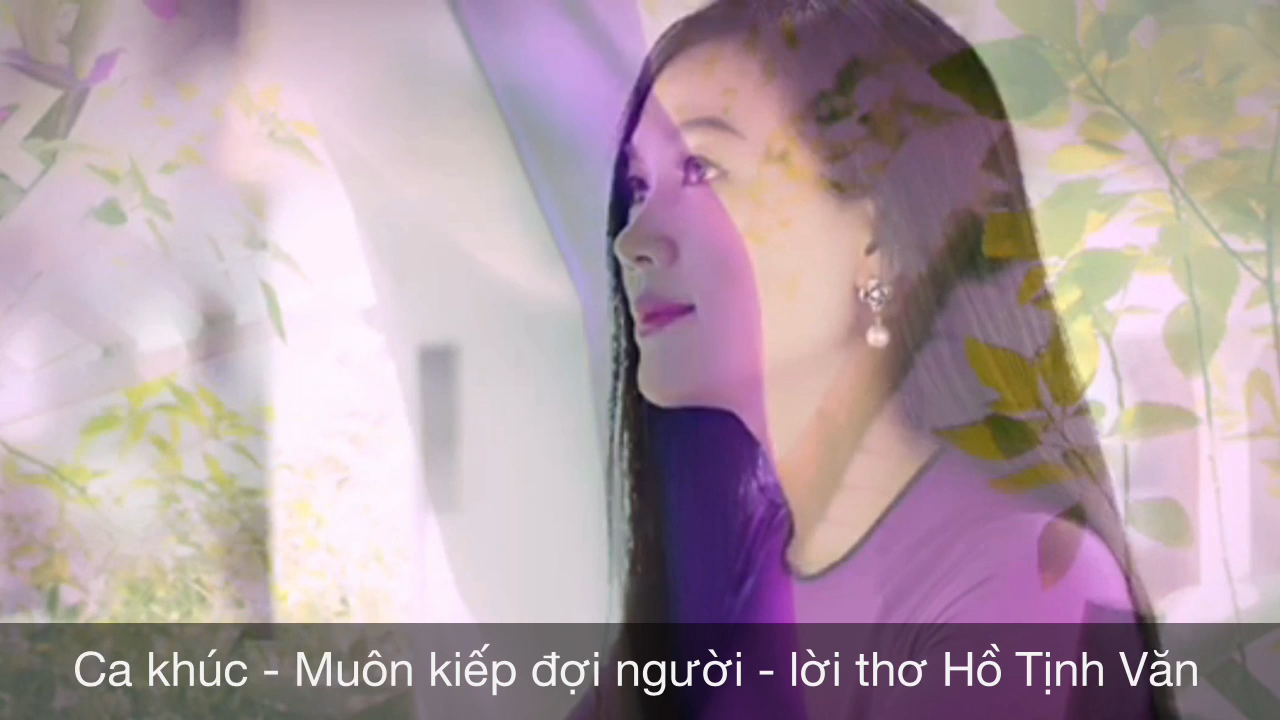 Ca khúc - Muôn kiếp đợi người - lời thơ Hồ Tịnh Văn